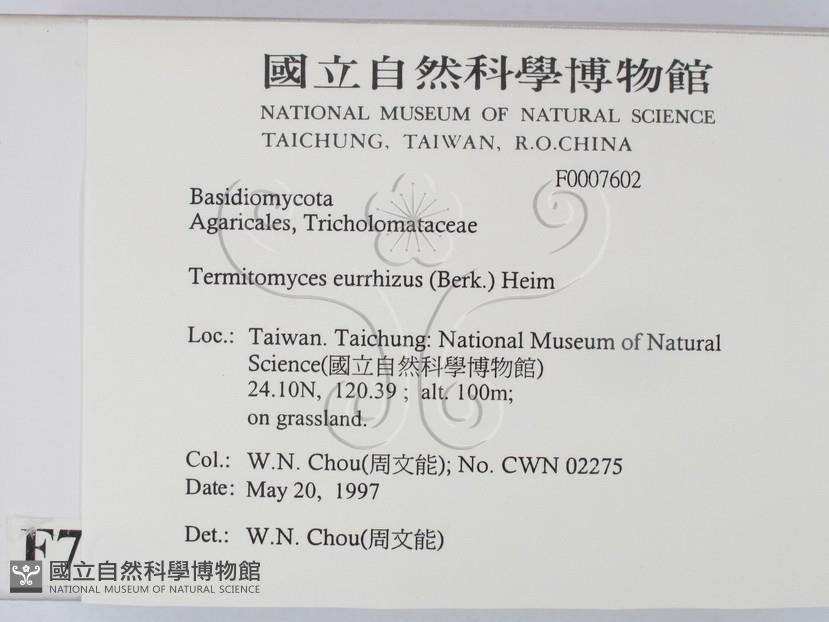 國立自然科學博物館
NATIONAL MUSEUM OF NATURAL SCIENCE
TAICHUNG, TAIWAN, R.O.CHINA
F0007602
Basidiomycota
Agaricales, Tricholomataceae
Termitomyces eurrhizus (Berk.) Heim
Loc.: Taiwan. Taichung: National Museum of Natural
Science(國立自然科學博物館)
24.10N, 120.39 ; alt. 100m;
on grassland.
Col.: W.N. Chou(周文能); No. CWN 02275
Date: May 20, 1997
Det.: W.N. Chou(周文能)
F7
國立自然科學博物館
NATIONAL MUSEUM OF NATURAL SCIENCE